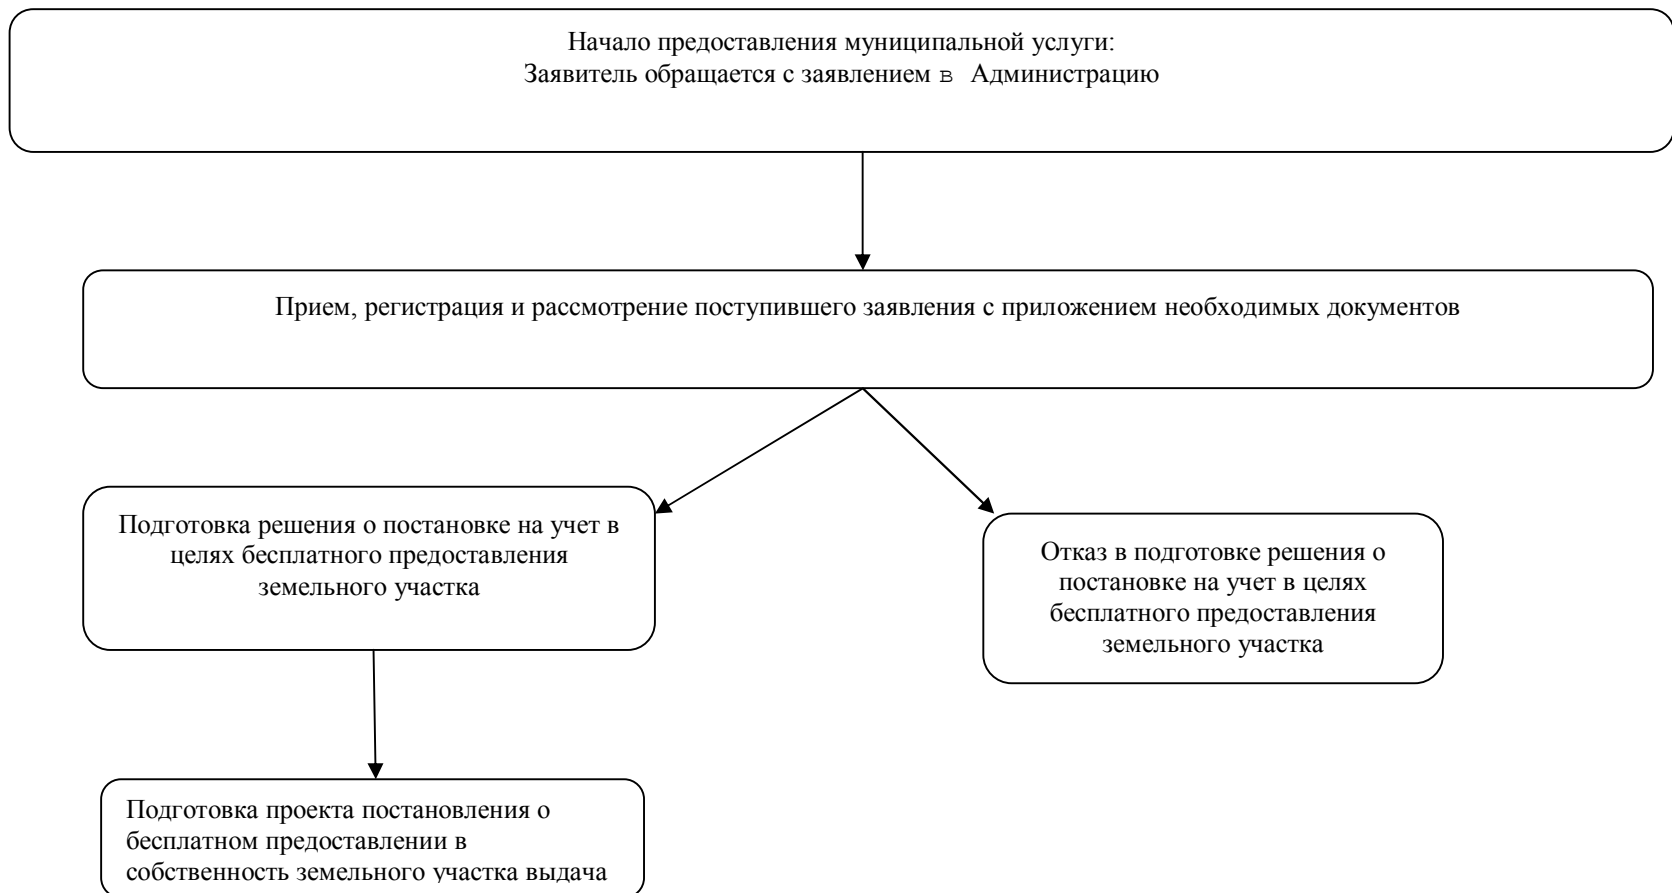 Начало предоставления муниципальной услуги:
Заявитель обращается с заявлением в Администрацию
Прием, регистрация и рассмотрение поступившего заявления с приложением необходимых документов
Подготовка решения о постановке на учет в
целях бесплатного предоставления
земельного участка
Отказ в подготовке решения о
постановке на учет в целях
бесплатного предоставления
земельного участка
Подготовка проекта постановления о
бесплатном предоставлении в
собственность земельного участка выдача